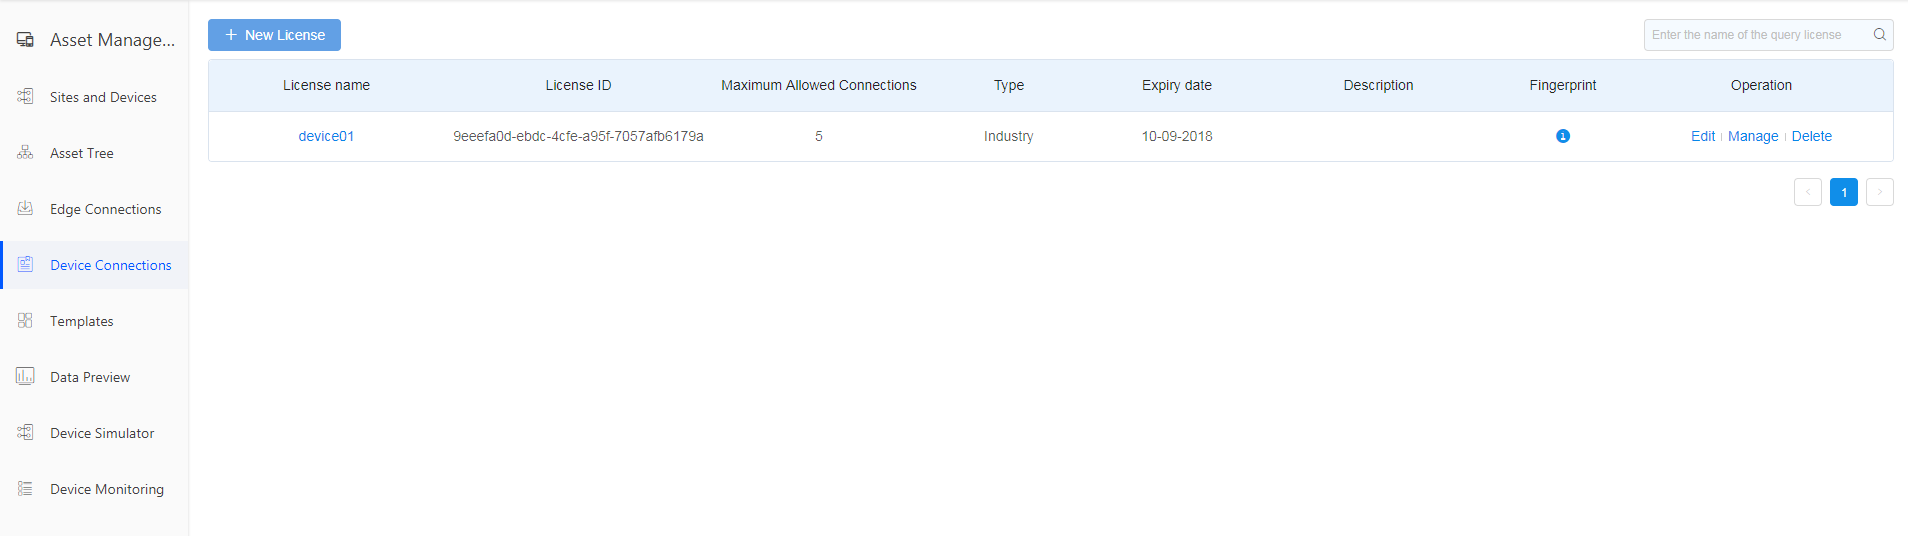 Asset Manage...
Sites and Devices
Asset Tree
Edge Connections
Device Connections
Templates
Data Preview
Device Simulator
Device Monitoring
+ New License
Enter the name of the query license
License name License ID Maximum Allowed Connections Type Expiry date Description Fingerprint Operation
device01 9eeefa0d-ebdc-4cfe-a95f-7057afb6179a 5 Industry 10-09-2018 Edit | Manage | Delete
< 1 >